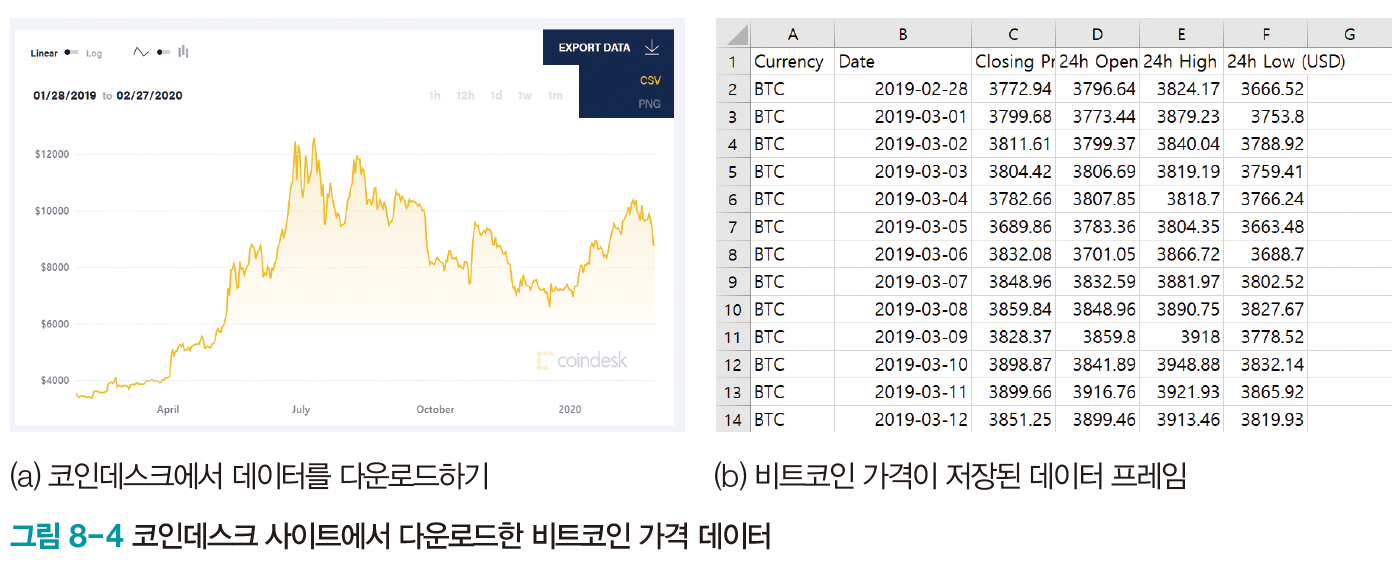 Linear Log
EXPORT DATA
CSV
PNG
01/28/2019 to 02/27/2020
1h 12h 1d 1w 1m
$12000
$10000
$8000
$6000
$4000
coindesk
April July October 2020
A B C D E F G
1 Currency Date Closing Pr 24h Open 24h High 24h Low (USD)
2 BTC 2019-02-28 3772.94 3796.64 3824.17 3666.52
3 BTC 2019-03-01 3799.68 3773.44 3879.23 3753.8
4 BTC 2019-03-02 3811.61 3799.37 3840.04 3788.92
5 BTC 2019-03-03 3804.42 3806.69 3819.19 3759.41
6 BTC 2019-03-04 3782.66 3807.85 3818.7 3766.24
7 BTC 2019-03-05 3689.86 3783.36 3804.35 3663.48
8 BTC 2019-03-06 3832.08 3701.05 3866.72 3688.7
9 BTC 2019-03-07 3848.96 3832.59 3881.97 3802.52
10 BTC 2019-03-08 3859.84 3848.96 3890.75 3827.67
11 BTC 2019-03-09 3828.37 3859.8 3918 3778.52
12 BTC 2019-03-10 3898.87 3841.89 3948.88 3832.14
13 BTC 2019-03-11 3899.66 3916.76 3921.93 3865.92
14 BTC 2019-03-12 3851.25 3899.46 3913.46 3819.93
(a) 코인데스크에서 데이터를 다운로드하기
(b) 비트코인 가격이 저장된 데이터 프레임
그림 8-4 코인데스크 사이트에서 다운로드한 비트코인 가격 데이터